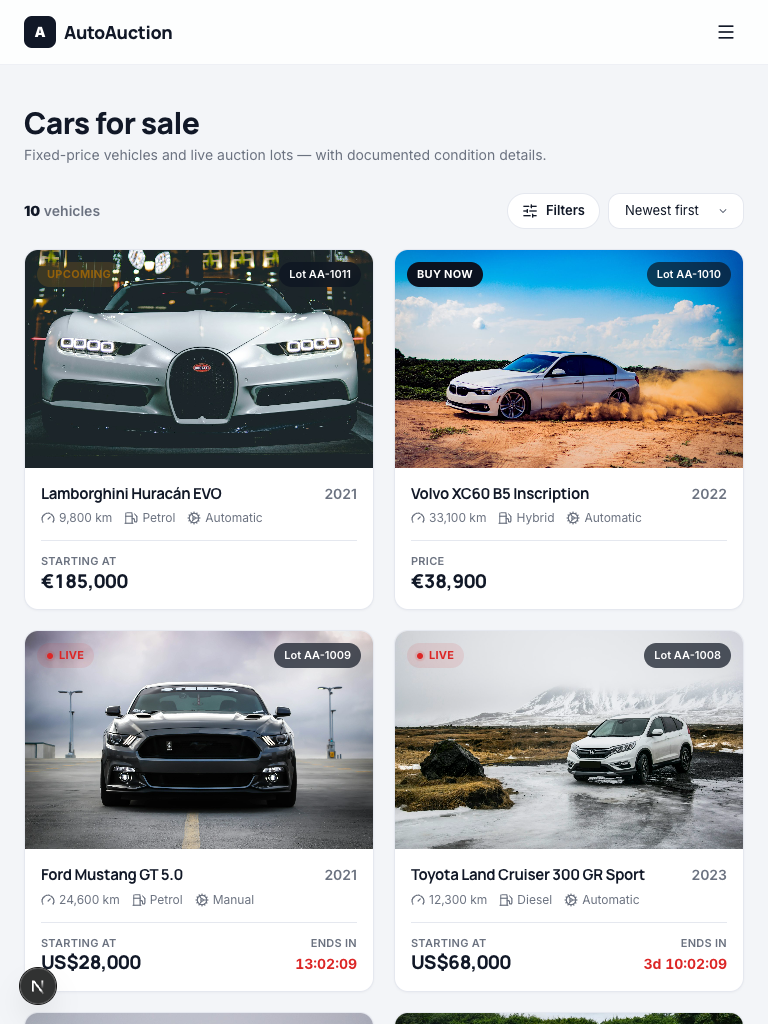 A AutoAuction
Cars for sale
Fixed-price vehicles and live auction lots — with documented condition details.
10 vehicles
Filters
Newest first
UPCOMING
Lot AA-1011
Lamborghini Huracán EVO 2021
9,800 km Petrol Automatic
STARTING AT
€185,000
BUY NOW
Lot AA-1010
Volvo XC60 B5 Inscription 2022
33,100 km Hybrid Automatic
PRICE
€38,900
LIVE
Lot AA-1009
Ford Mustang GT 5.0 2021
24,600 km Petrol Manual
STARTING AT ENDS IN
US$28,000 13:02:09
LIVE
Lot AA-1008
Toyota Land Cruiser 300 GR Sport 2023
12,300 km Diesel Automatic
STARTING AT ENDS IN
US$68,000 3d 10:02:09
N